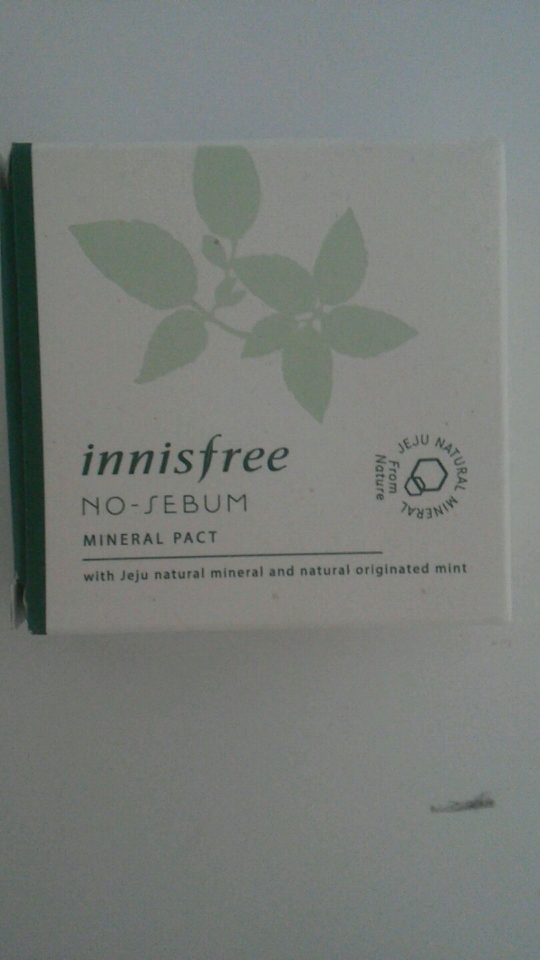 innisfree
NO-SEBUM
MINERAL PACT
with Jeju natural mineral and natural originated mint
JEJU NATURAL MINERAL
From
Nature